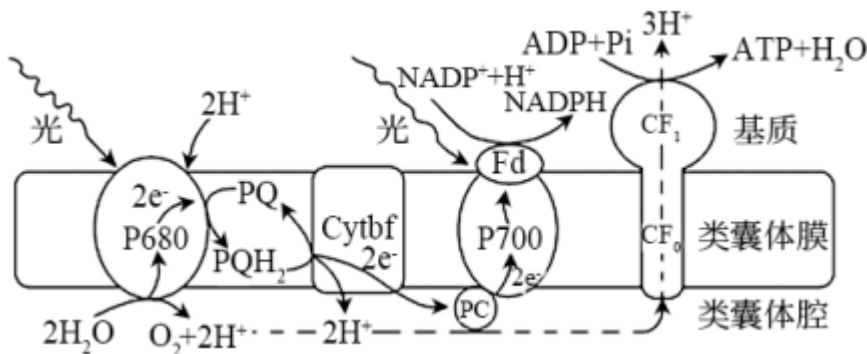 3H⁺
ADP+Pi
ATP+H₂O
NADP⁺+H⁺
NADPH
2H⁺
光
光
CF₁
基质
Fd
2e⁻
PQ
Cytbf
P680
P700
CF₀
类囊体膜
PQH₂
2e⁻
2e⁻
PC
类囊体腔
2H₂O
O₂+2H⁺
2H⁺